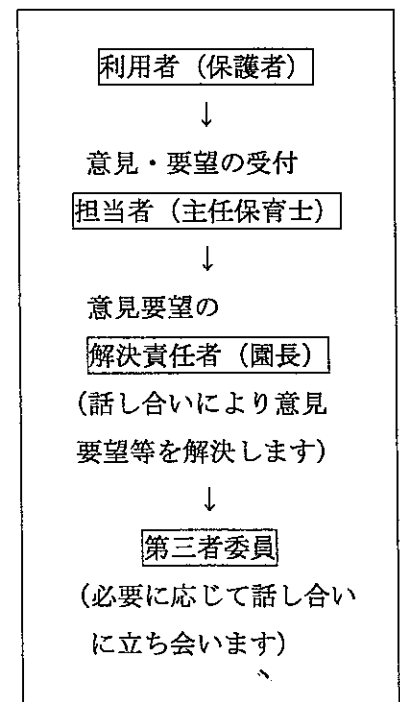 利用者（保護者）
↓
意見・要望の受付
担当者（主任保育士）
↓
意見要望の
解決責任者（園長）
(話し合いにより意見
要望等を解決します)
↓
第三者委員
(必要に応じて話し合い
に立ち会います)